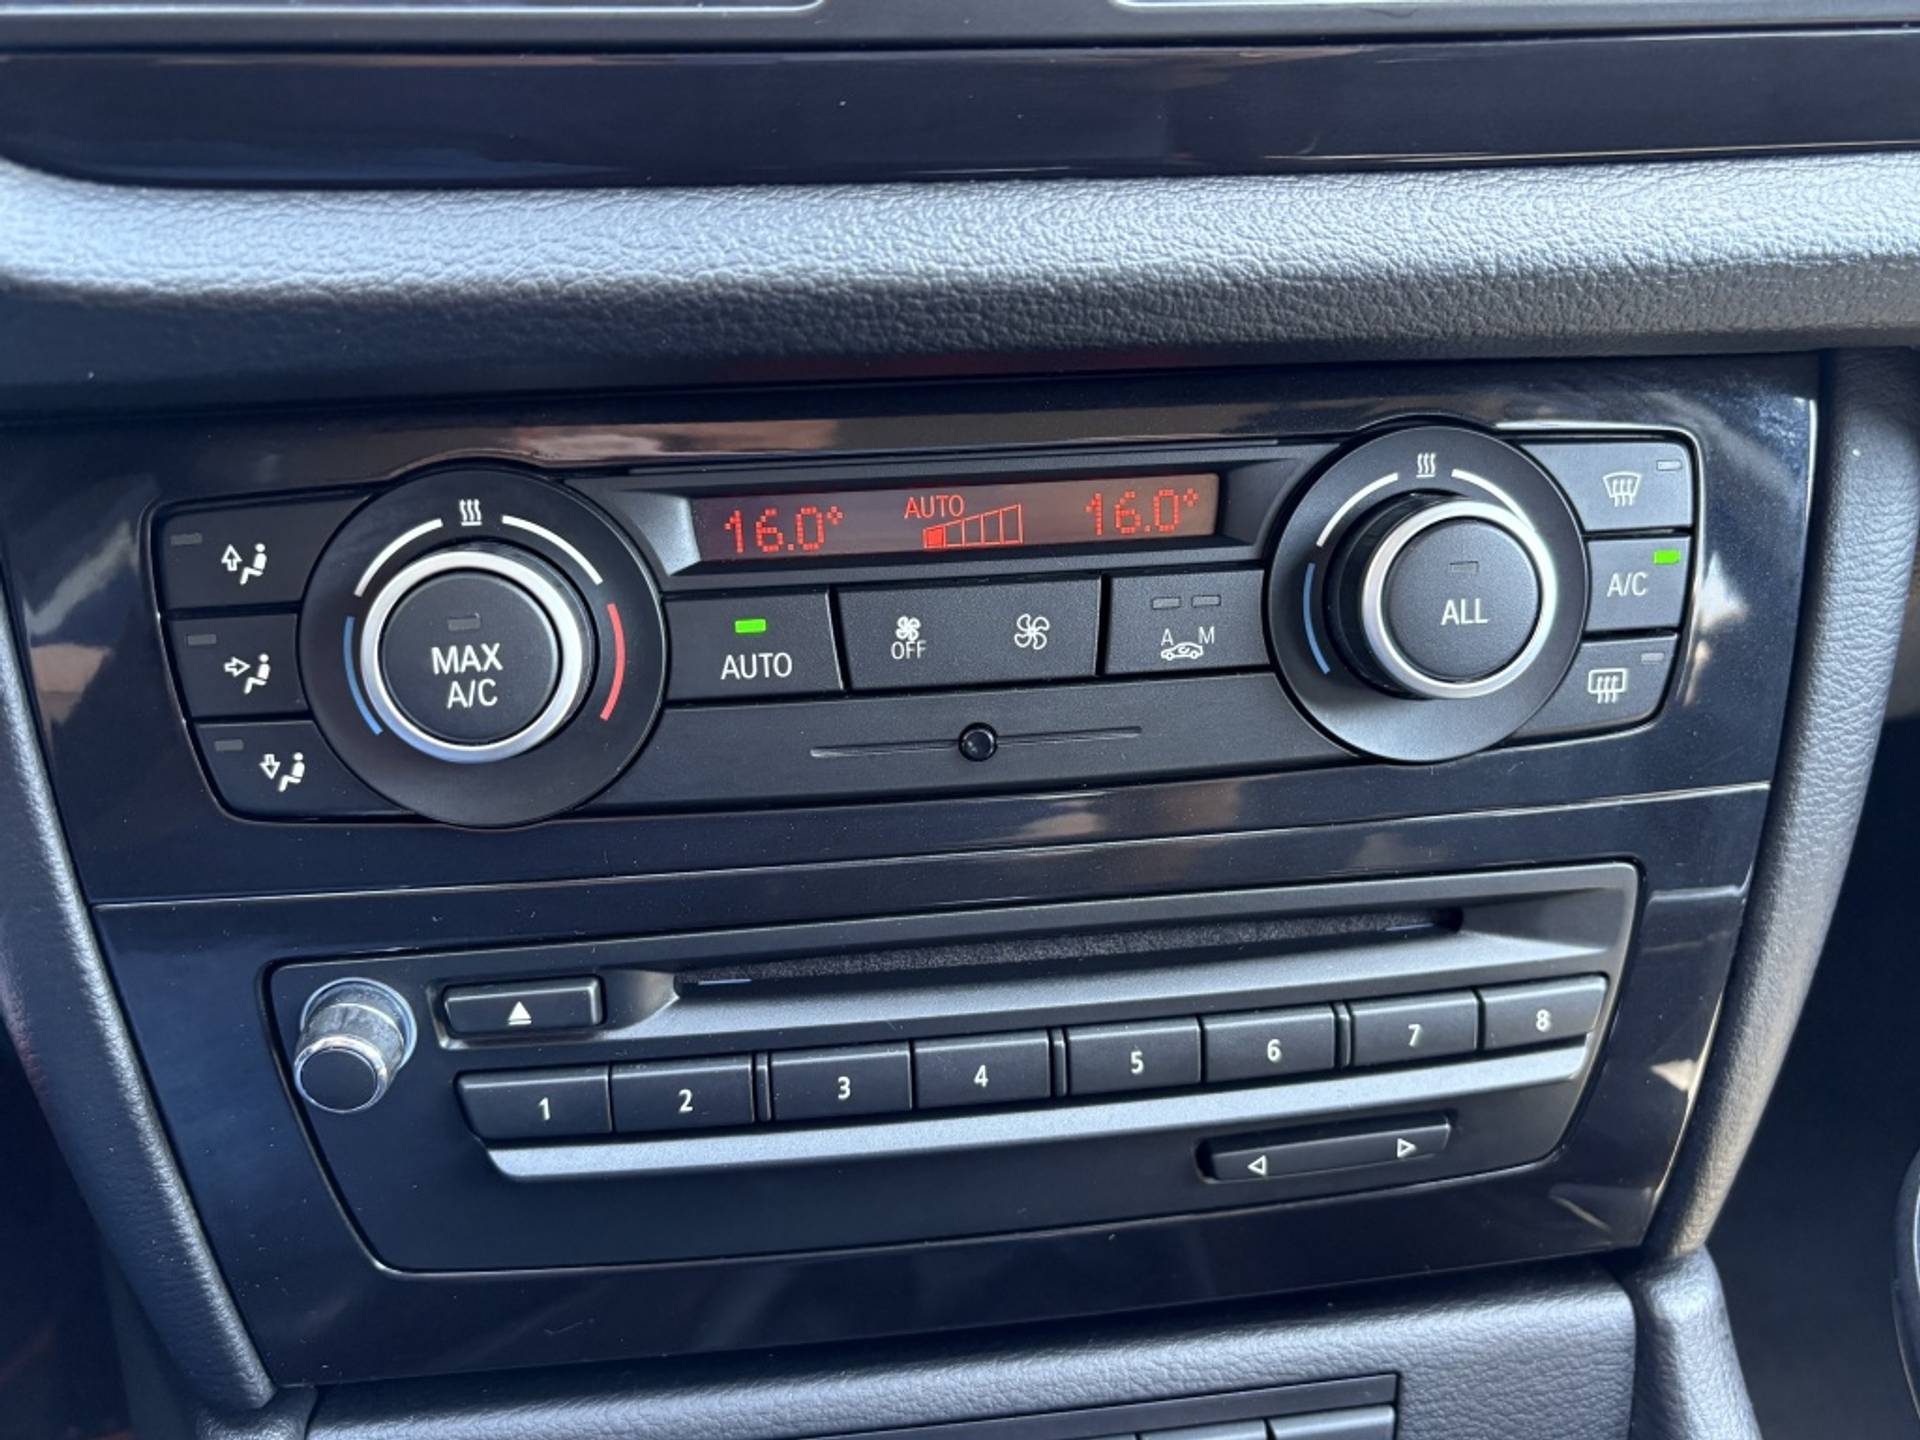 16.0° AUTO 16.0°
MAX
A/C
AUTO
OFF
A M
ALL
A/C
1 2 3 4 5 6 7 8